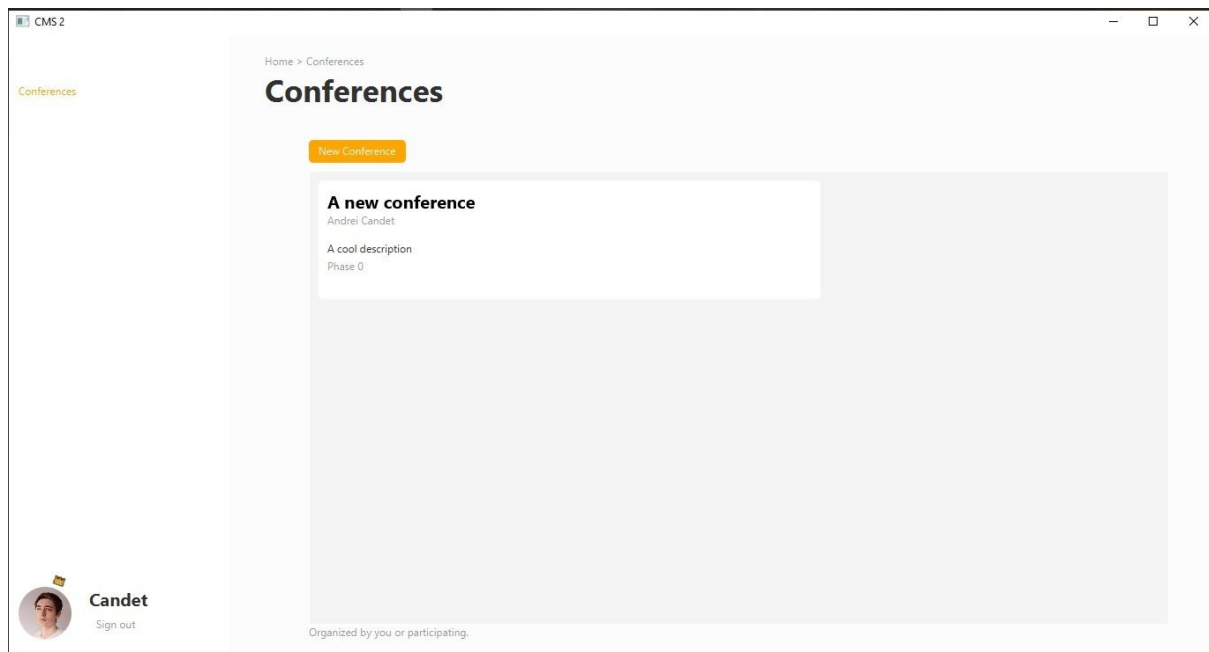 CMS 2
Conferences
Home > Conferences
Conferences
New Conference
A new conference
Andrei Candet
A cool description
Phase 0
Candet
Sign out
Organized by you or participating.